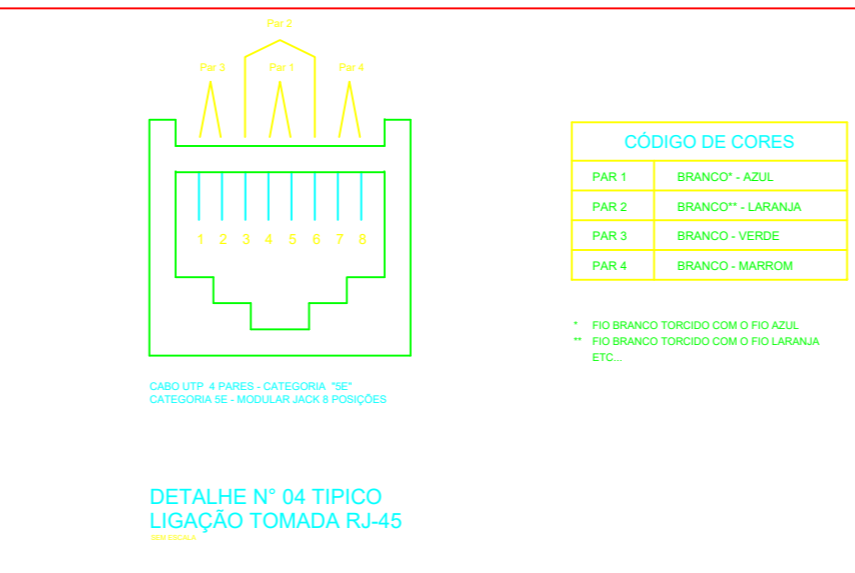 Par 2
Par 3 Par 1 Par 4
1 2 3 4 5 6 7 8
CABO UTP 4 PARES - CATEGORIA "5E"
CATEGORIA 5E - MODULAR JACK 8 POSIÇÕES
DETALHE N° 04 TIPICO
LIGAÇÃO TOMADA RJ-45
SEM ESCALA
CÓDIGO DE CORES
PAR 1 BRANCO* - AZUL
PAR 2 BRANCO** - LARANJA
PAR 3 BRANCO - VERDE
PAR 4 BRANCO - MARROM
* FIO BRANCO TORCIDO COM O FIO AZUL
** FIO BRANCO TORCIDO COM O FIO LARANJA
ETC...